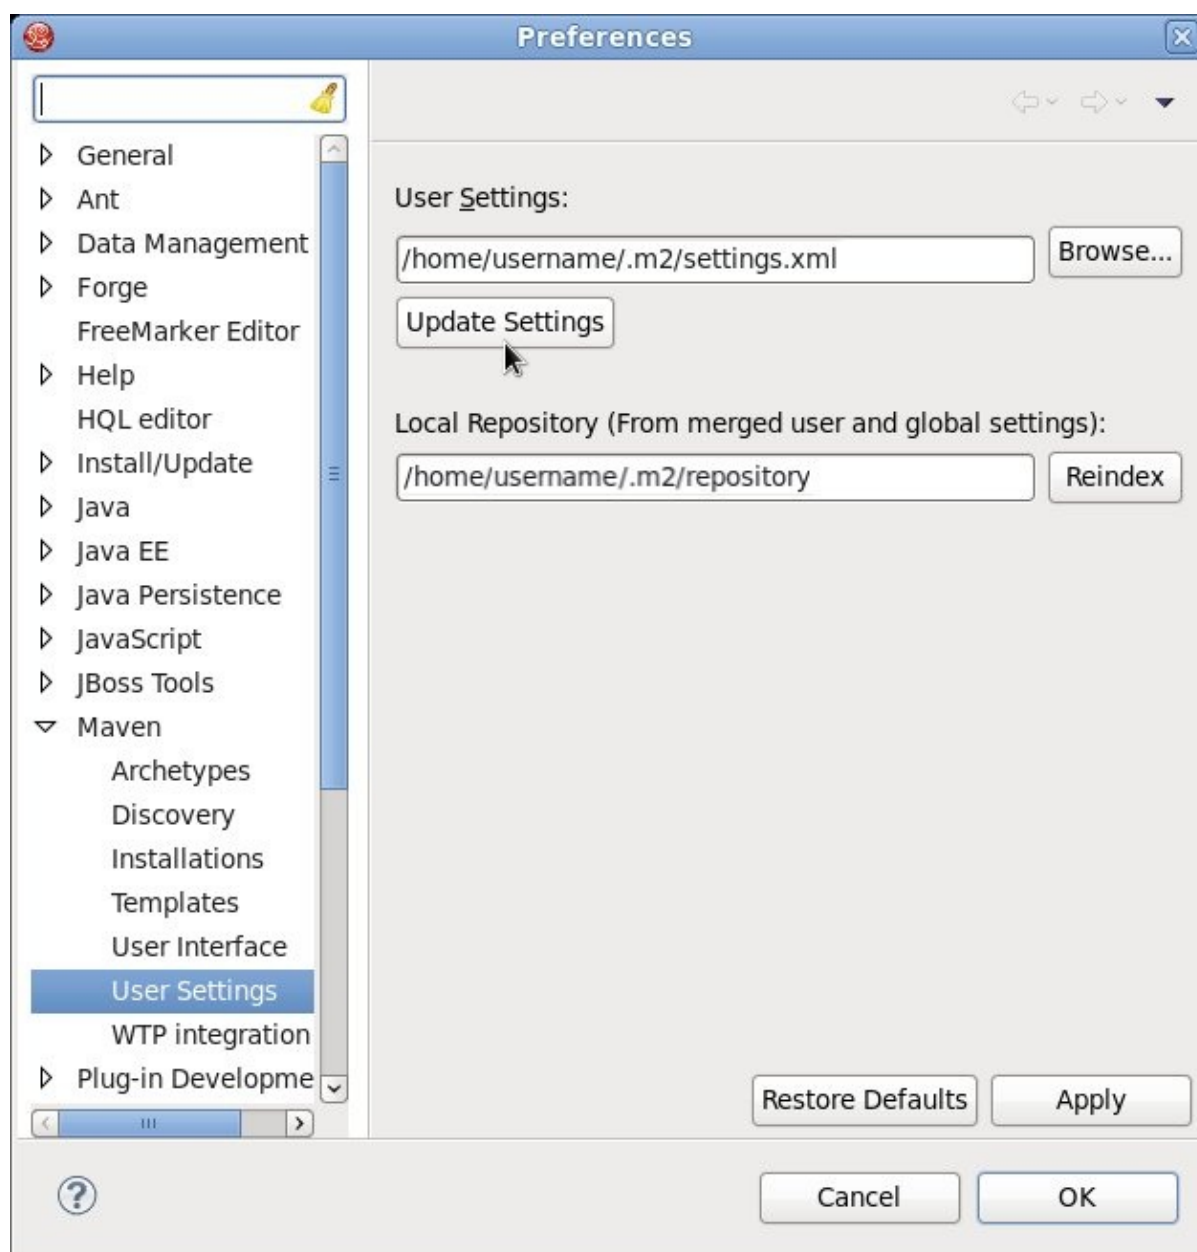 Preferences
General
Ant
Data Management
Forge
FreeMarker Editor
Help
HQL editor
Install/Update
Java
Java EE
Java Persistence
JavaScript
JBoss Tools
Maven
Archetypes
Discovery
Installations
Templates
User Interface
User Settings
WTP integration
Plug-in Developme
User Settings:
/home/username/.m2/settings.xml
Browse...
Update Settings
Local Repository (From merged user and global settings):
/home/username/.m2/repository
Reindex
Restore Defaults
Apply
?
Cancel
OK